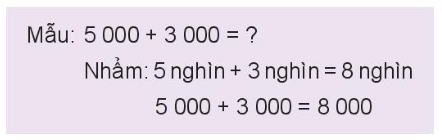 Mẫu: 5 000 + 3 000 = ?
Nhẩm: 5 nghìn + 3 nghìn = 8 nghìn
5 000 + 3 000 = 8 000